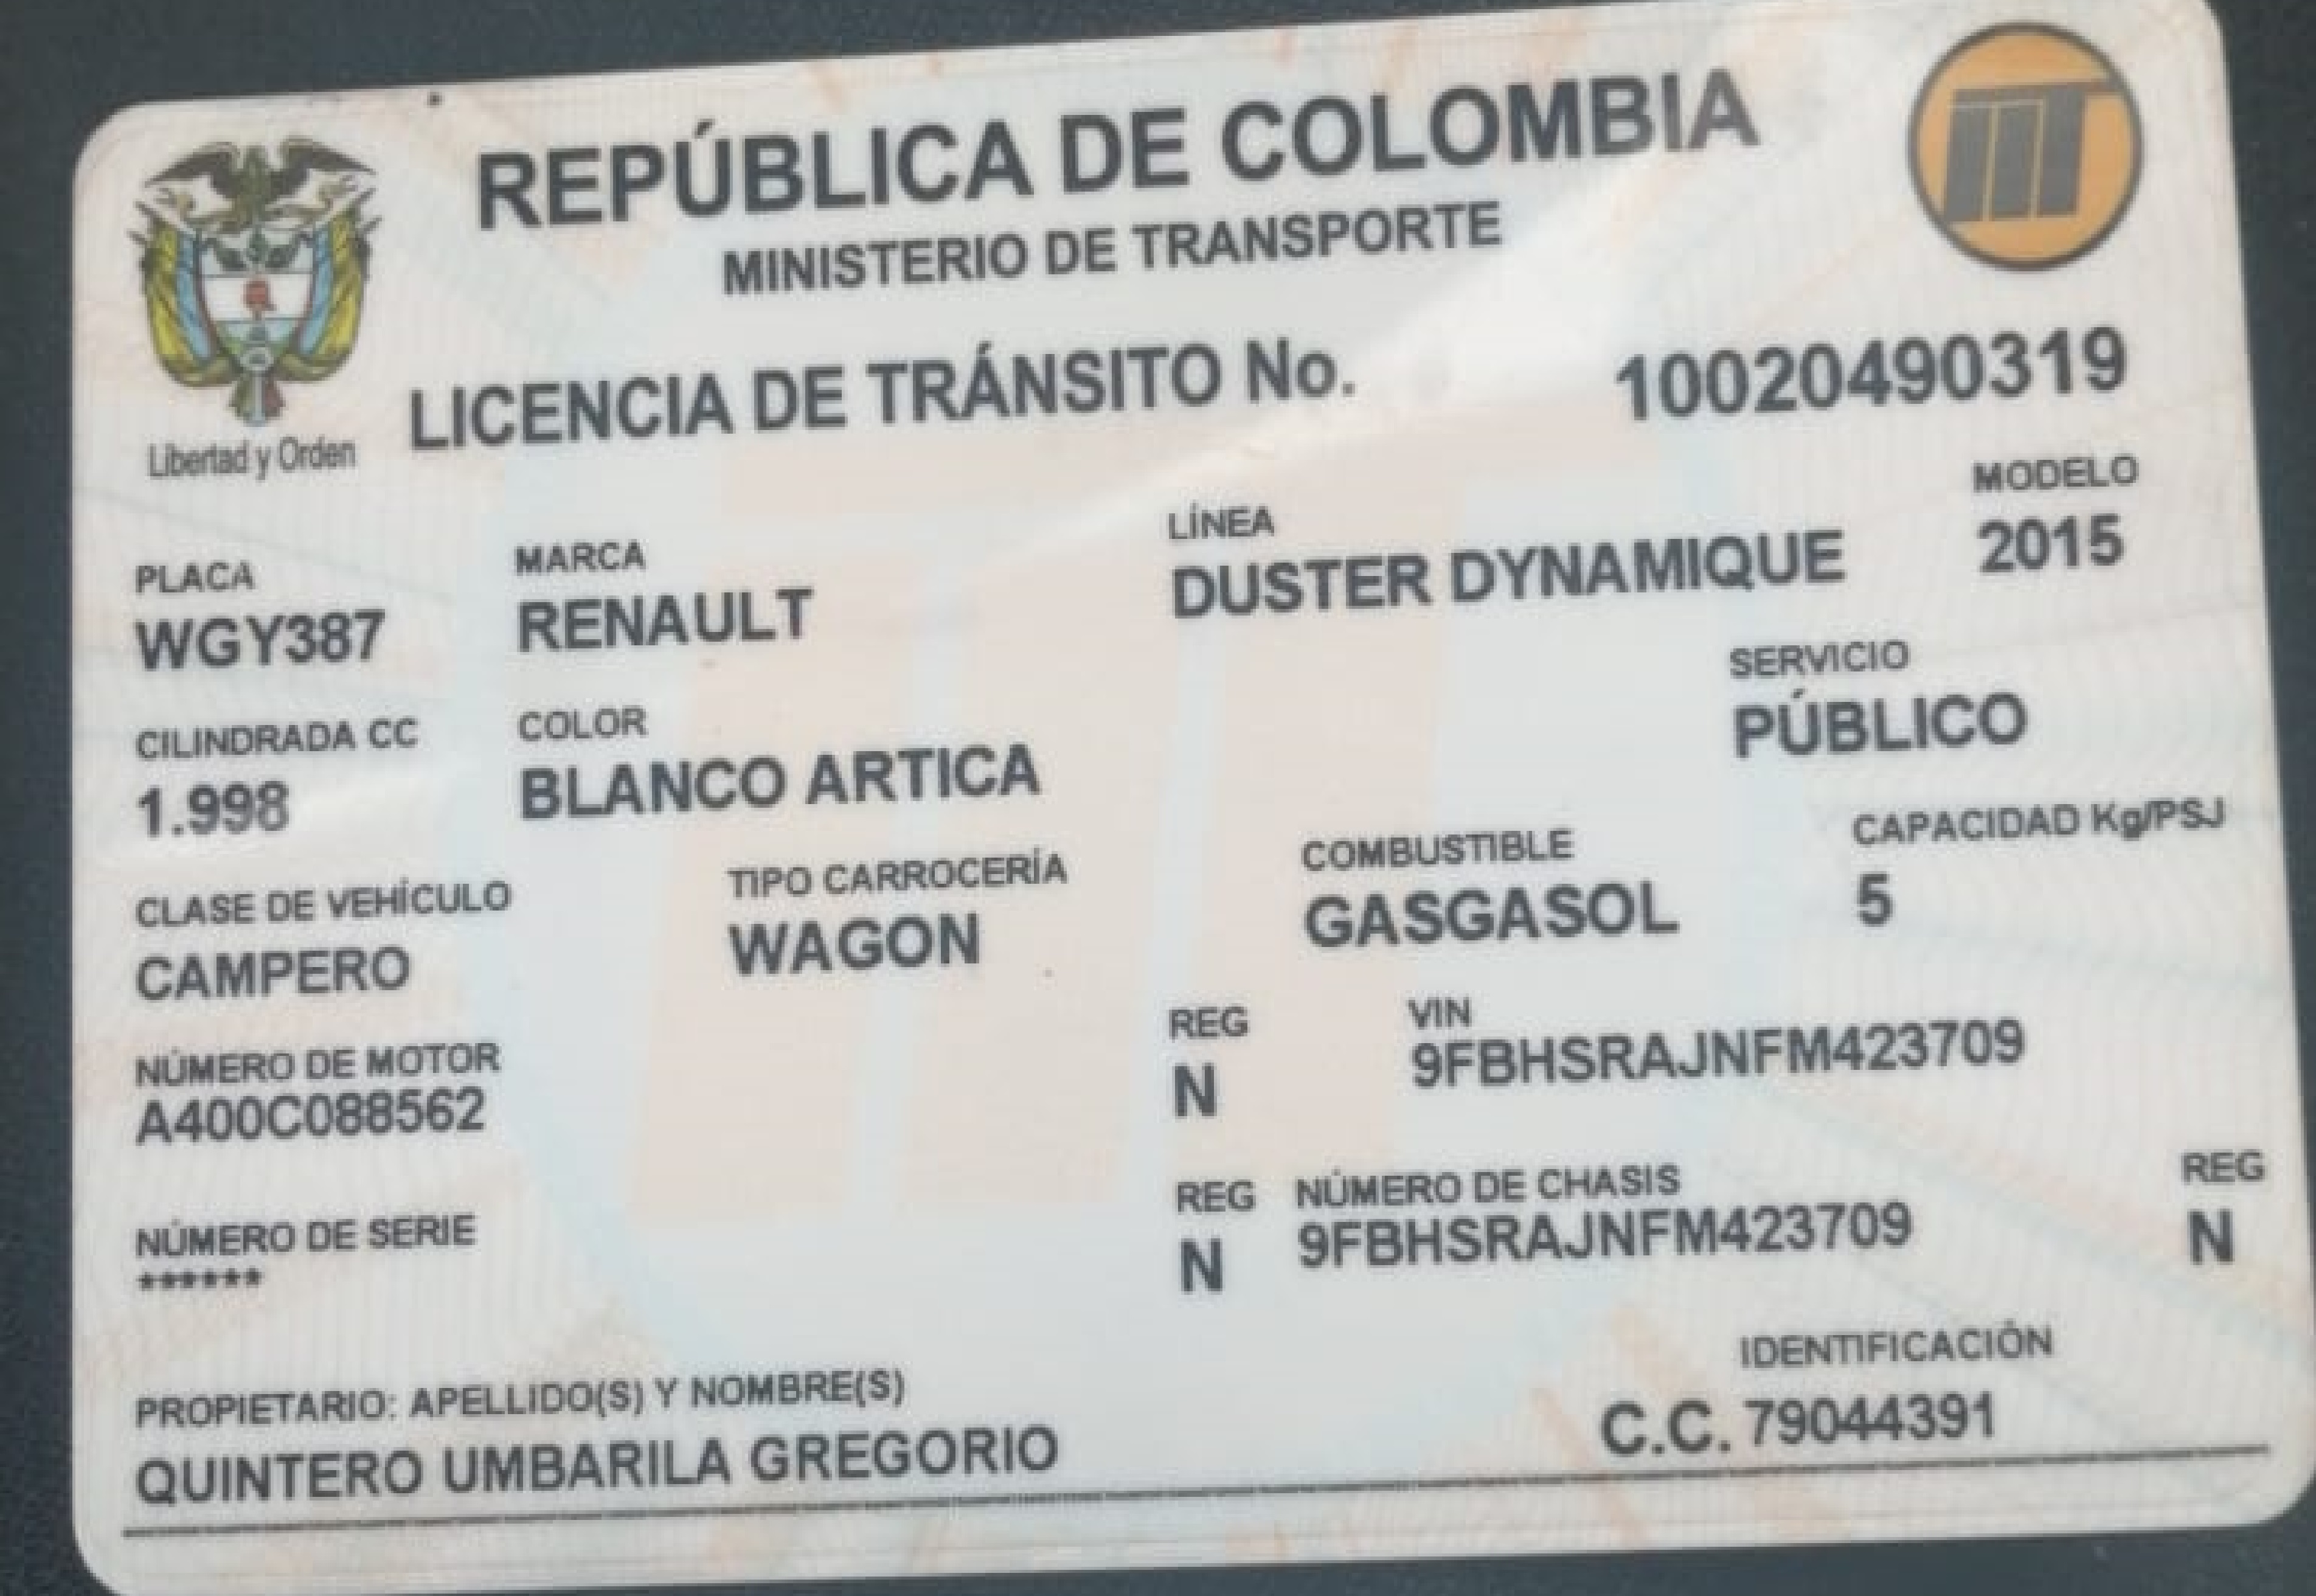 REPÚBLICA DE COLOMBIA
MINISTERIO DE TRANSPORTE
Libertad y Orden
LICENCIA DE TRÁNSITO No. 10020490319
PLACA MARCA LÍNEA MODELO
WGY387 RENAULT DUSTER DYNAMIQUE 2015
CILINDRADA CC COLOR SERVICIO
1.998 BLANCO ARTICA PÚBLICO
CLASE DE VEHÍCULO TIPO CARROCERÍA COMBUSTIBLE CAPACIDAD Kg/PSJ
CAMPERO WAGON GASGASOL 5
NÚMERO DE MOTOR REG VIN
A400C088562 N 9FBHSRAJNFM423709
NÚMERO DE SERIE REG NÚMERO DE CHASIS REG
****** N 9FBHSRAJNFM423709 N
PROPIETARIO: APELLIDO(S) Y NOMBRE(S) IDENTIFICACIÓN
QUINTERO UMBARILA GREGORIO C.C. 79044391